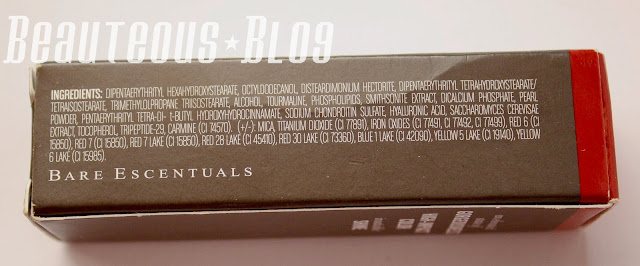 Beauteous★Blog
INGREDIENTS: DIPENTAERYTHRITYL HEXAHYDROXYSTEARATE, OCTYLDODECANOL, DISTEARDIMONIUM HECTORITE, DIPENTAERYTHRITYL TETRAHYDROXYSTEARATE/
TETRAISOSTEARATE, TRIMETHYLOLPROPANE TRIISOSTEARATE, ALCOHOL, TOURMALINE, PHOSPHOLIPIDS, SMITHSONITE EXTRACT, DICALCIUM PHOSPHATE, PEARL
POWDER, PENTAERYTHRITYL TETRA-DI- t-BUTYL HYDROXYHYDROCINNAMATE, SODIUM CHONDROITIN SULFATE, HYALURONIC ACID, SACCHAROMYCES CEREVISIAE
EXTRACT, TOCOPHEROL, TRIPEPTIDE-29, CARMINE (CI 74570). (+/-): MICA, TITANIUM DIOXIDE (CI 77891), IRON OXIDES (CI 77491, CI 77492, CI 77499), RED 6 (CI
15850), RED 7 (CI 15850), RED 7 LAKE (CI 15850), RED 28 LAKE (CI 45410), RED 30 LAKE (CI 73360), BLUE 1 LAKE (CI 42090), YELLOW 5 LAKE (CI 19140), YELLOW
6 LAKE (CI 15985).
BARE ESCENTUALS